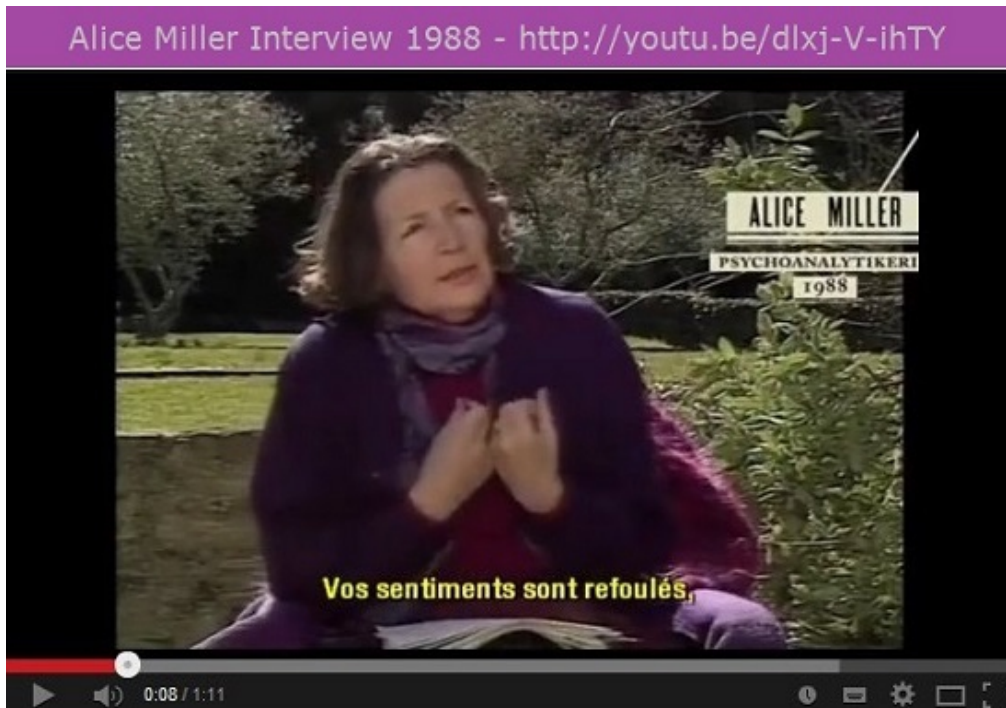 Alice Miller Interview 1988 - http://youtu.be/dlxj-V-ihTY
ALICE MILLER
PSYCHOANALYTIKERI
1988
Vos sentiments sont refoulés,
0:08 / 1:11